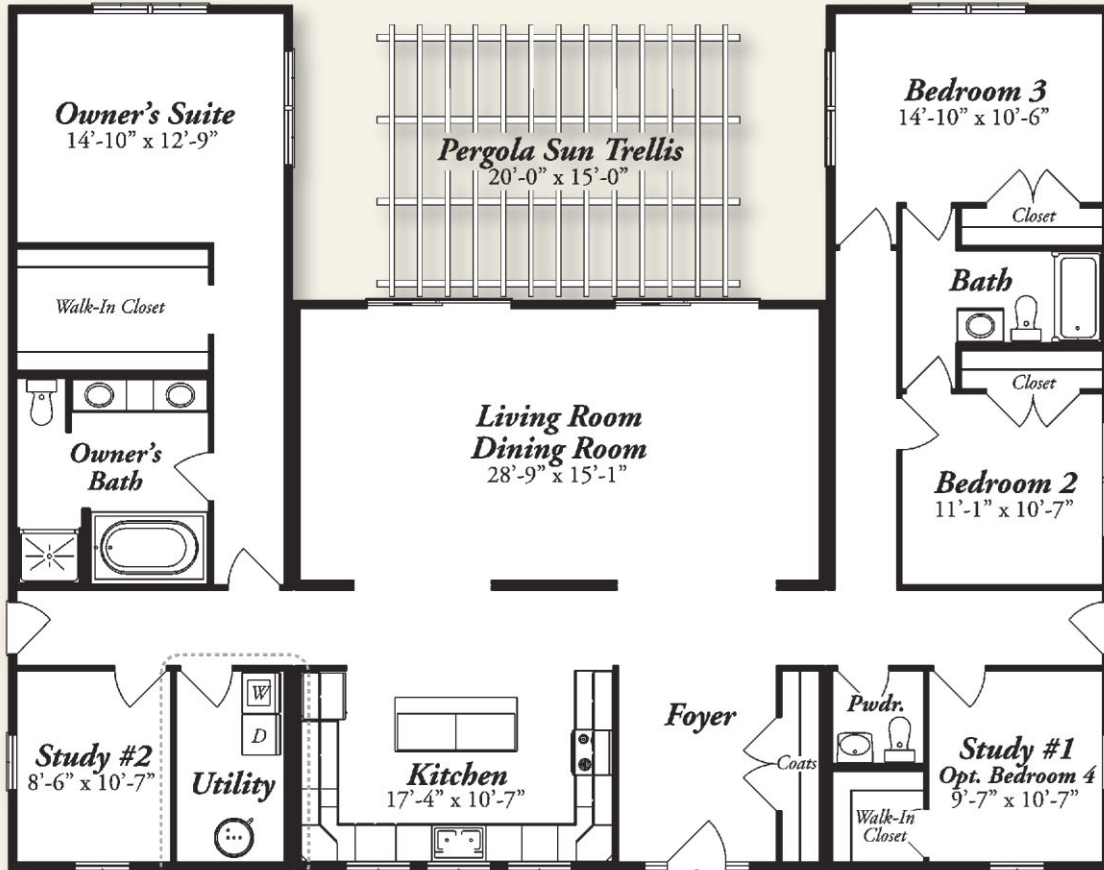 Owner's Suite
14'-10" x 12'-9"
Pergola Sun Trellis
20'-0" x 15'-0"
Bedroom 3
14'-10" x 10'-6"
Closet
Walk-In Closet
Bath
Closet
Owner's
Bath
Living Room
Dining Room
28'-9" x 15'-1"
Bedroom 2
11'-1" x 10'-7"
Study #2
8'-6" x 10'-7"
W
D
Utility
Kitchen
17'-4" x 10'-7"
Foyer
Coats
Pwdr.
Walk-In
Closet
Study #1
Opt. Bedroom 4
9'-7" x 10'-7"